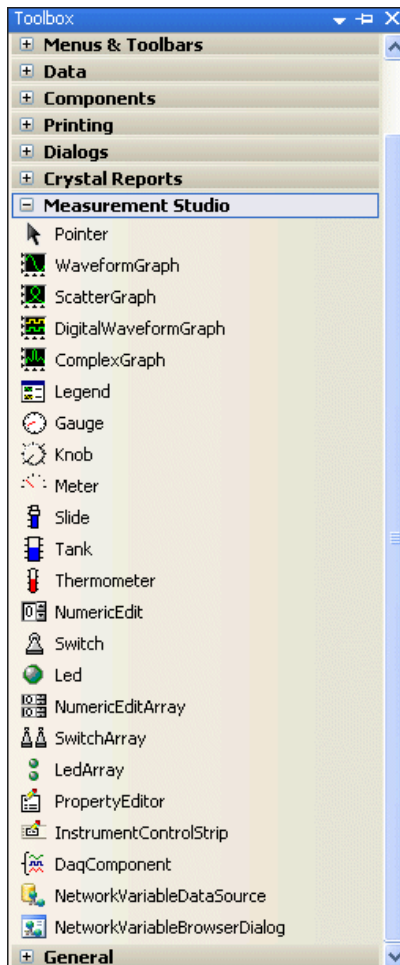 Toolbox
Menus & Toolbars
Data
Components
Printing
Dialogs
Crystal Reports
Measurement Studio
Pointer
WaveformGraph
ScatterGraph
DigitalWaveformGraph
ComplexGraph
Legend
Gauge
Knob
Meter
Slide
Tank
Thermometer
NumericEdit
Switch
Led
NumericEditArray
SwitchArray
LedArray
PropertyEditor
InstrumentControlStrip
DaqComponent
NetworkVariableDataSource
NetworkVariableBrowserDialog
General